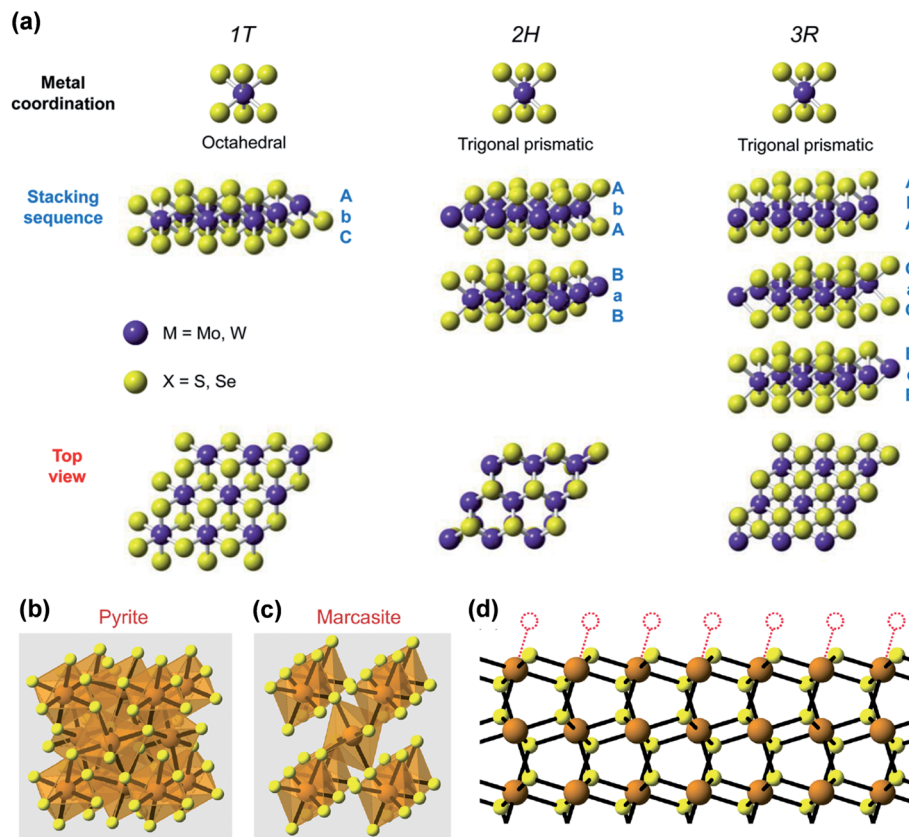 (a)
1T 2H 3R
Metal
coordination
Octahedral Trigonal prismatic Trigonal prismatic
Stacking
sequence
A
b
C
A
b
A
B
a
B
M = Mo, W
X = S, Se
Top
view
(b) Pyrite
(c) Marcasite
(d)